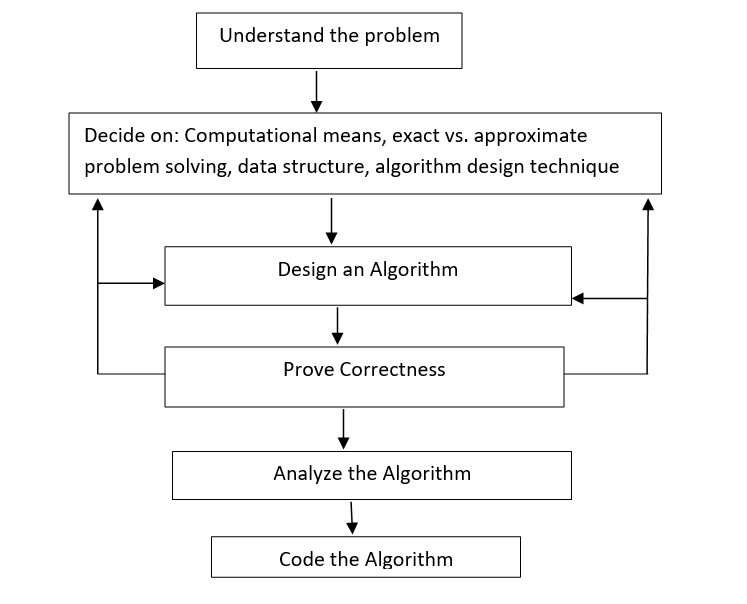 Understand the problem
Decide on: Computational means, exact vs. approximate
problem solving, data structure, algorithm design technique
Design an Algorithm
Prove Correctness
Analyze the Algorithm
Code the Algorithm